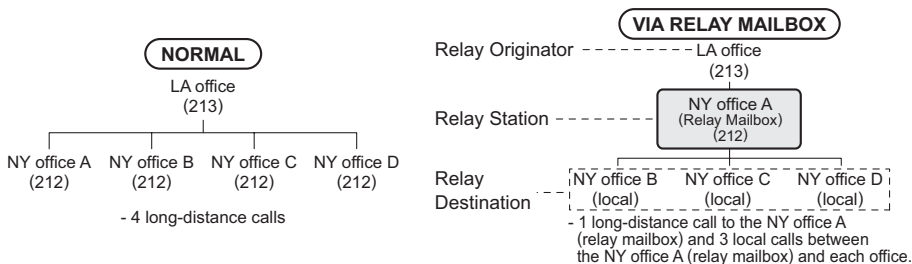 NORMAL
LA office
(213)
NY office A
(212)
NY office B
(212)
NY office C
(212)
NY office D
(212)
- 4 long-distance calls
VIA RELAY MAILBOX
Relay Originator
LA office
(213)
Relay Station
NY office A
(Relay Mailbox)
(212)
Relay
Destination
NY office B
(local)
NY office C
(local)
NY office D
(local)
- 1 long-distance call to the NY office A
(relay mailbox) and 3 local calls between
the NY office A (relay mailbox) and each office.